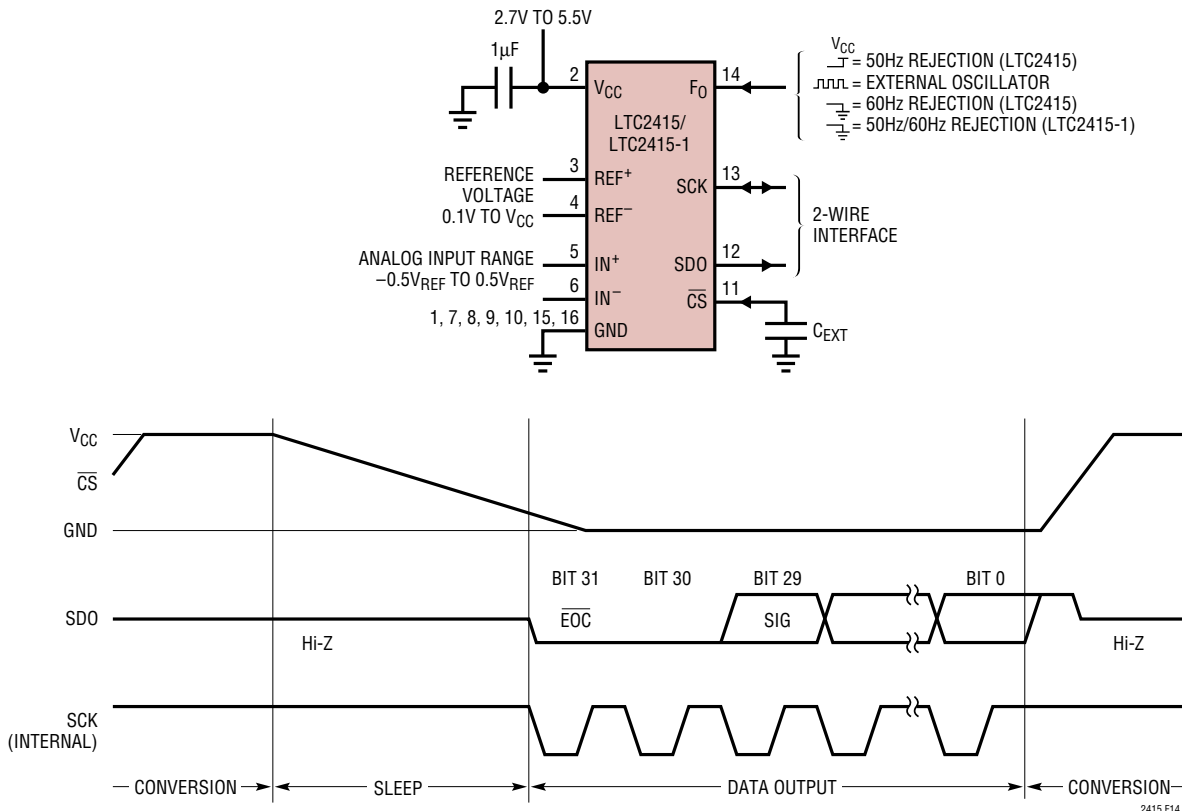 2.7V TO 5.5V
1µF
2
VCC
FO
14
VCC
= 50Hz REJECTION (LTC2415)
= EXTERNAL OSCILLATOR
= 60Hz REJECTION (LTC2415)
= 50Hz/60Hz REJECTION (LTC2415-1)
LTC2415/
LTC2415-1
REFERENCE
VOLTAGE
0.1V TO VCC
3
REF+
SCK
13
4
REF–
2-WIRE
INTERFACE
ANALOG INPUT RANGE
–0.5VREF TO 0.5VREF
5
IN+
SDO
12
6
IN–
CS
11
1, 7, 8, 9, 10, 15, 16
GND
CEXT
VCC
CS
GND
BIT 31
BIT 30
BIT 29
BIT 0
SDO
EOC
SIG
Hi-Z
Hi-Z
SCK
(INTERNAL)
CONVERSION
SLEEP
DATA OUTPUT
CONVERSION
2415 F14